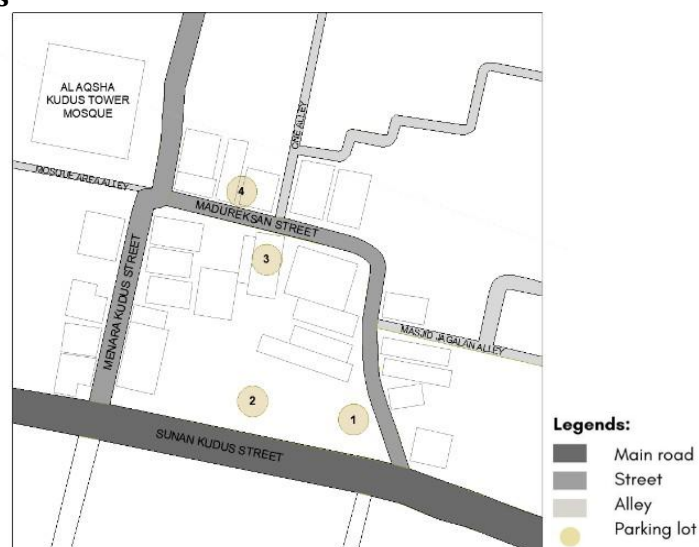 s
AL AQSHA
KUDUS TOWER
MOSQUE
ONE ALLEY
MOSQUE AREA ALLEY
4
MADUREKSAN STREET
3
MENARA KUDUS STREET
MASJID JAGALAN ALLEY
2
1
SUNAN KUDUS STREET
Legends:
Main road
Street
Alley
Parking lot